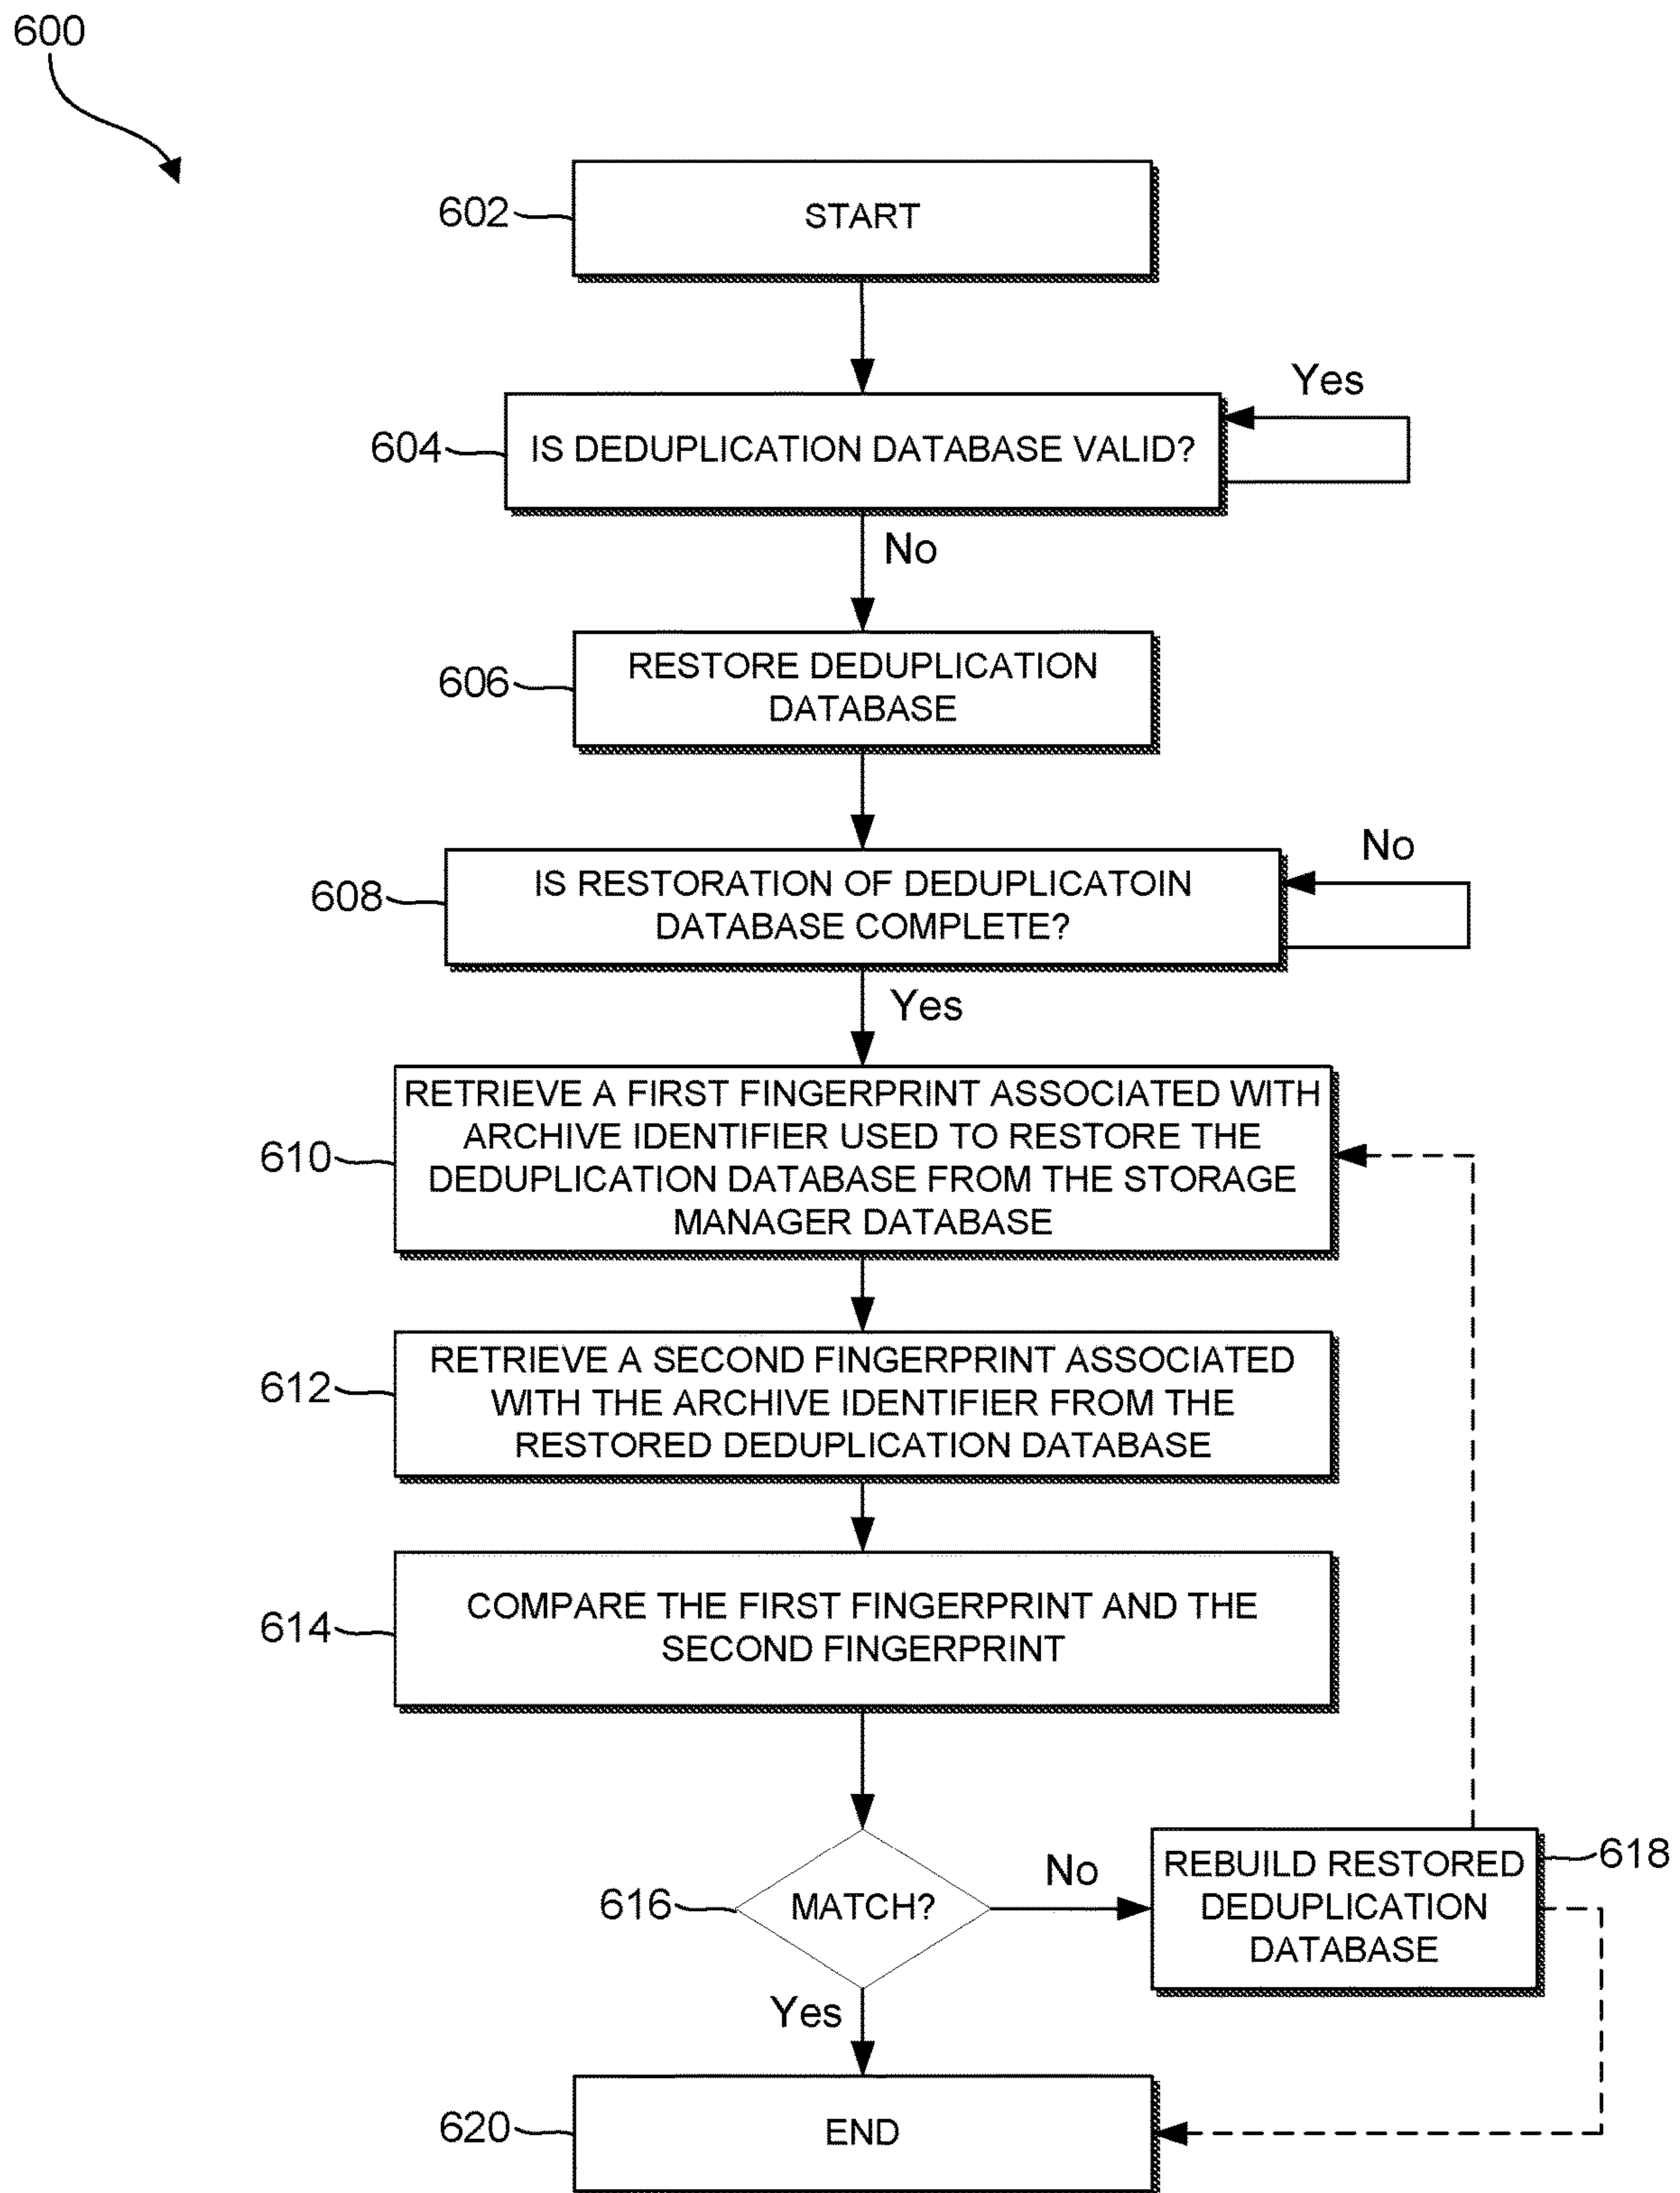 600
602
START
Yes
604
IS DEDUPLICATION DATABASE VALID?
No
606
RESTORE DEDUPLICATION
DATABASE
No
608
IS RESTORATION OF DEDUPLICATOIN
DATABASE COMPLETE?
Yes
610
RETRIEVE A FIRST FINGERPRINT ASSOCIATED WITH
ARCHIVE IDENTIFIER USED TO RESTORE THE
DEDUPLICATION DATABASE FROM THE STORAGE
MANAGER DATABASE
612
RETRIEVE A SECOND FINGERPRINT ASSOCIATED
WITH THE ARCHIVE IDENTIFIER FROM THE
RESTORED DEDUPLICATION DATABASE
614
COMPARE THE FIRST FINGERPRINT AND THE
SECOND FINGERPRINT
616
MATCH?
No
618
REBUILD RESTORED
DEDUPLICATION
DATABASE
Yes
620
END